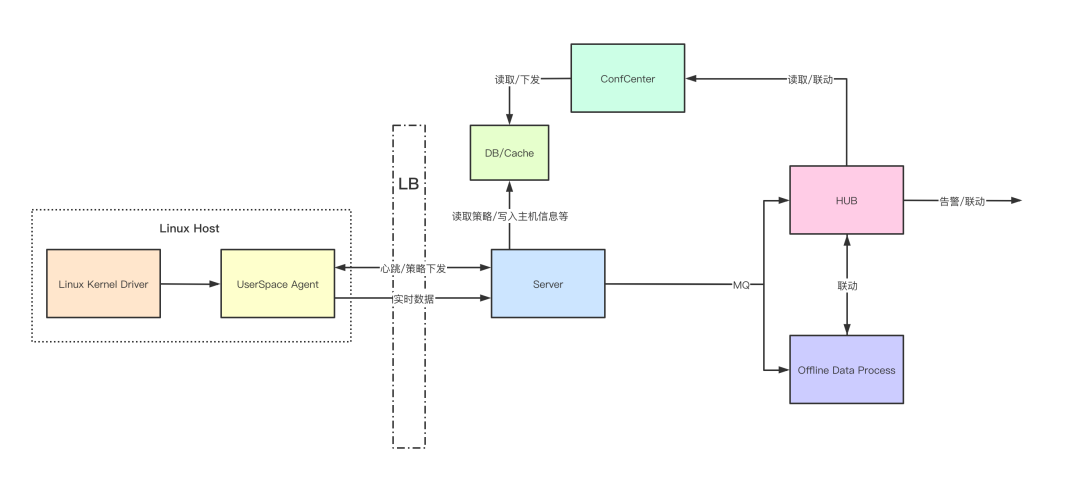 ConfCenter
读取/下发
读取/联动
DB/Cache
LB
HUB
告警/联动
读取策略/写入主机信息等
Linux Host
心跳/策略下发
Linux Kernel Driver
UserSpace Agent
Server
MQ
联动
实时数据
Offline Data Process